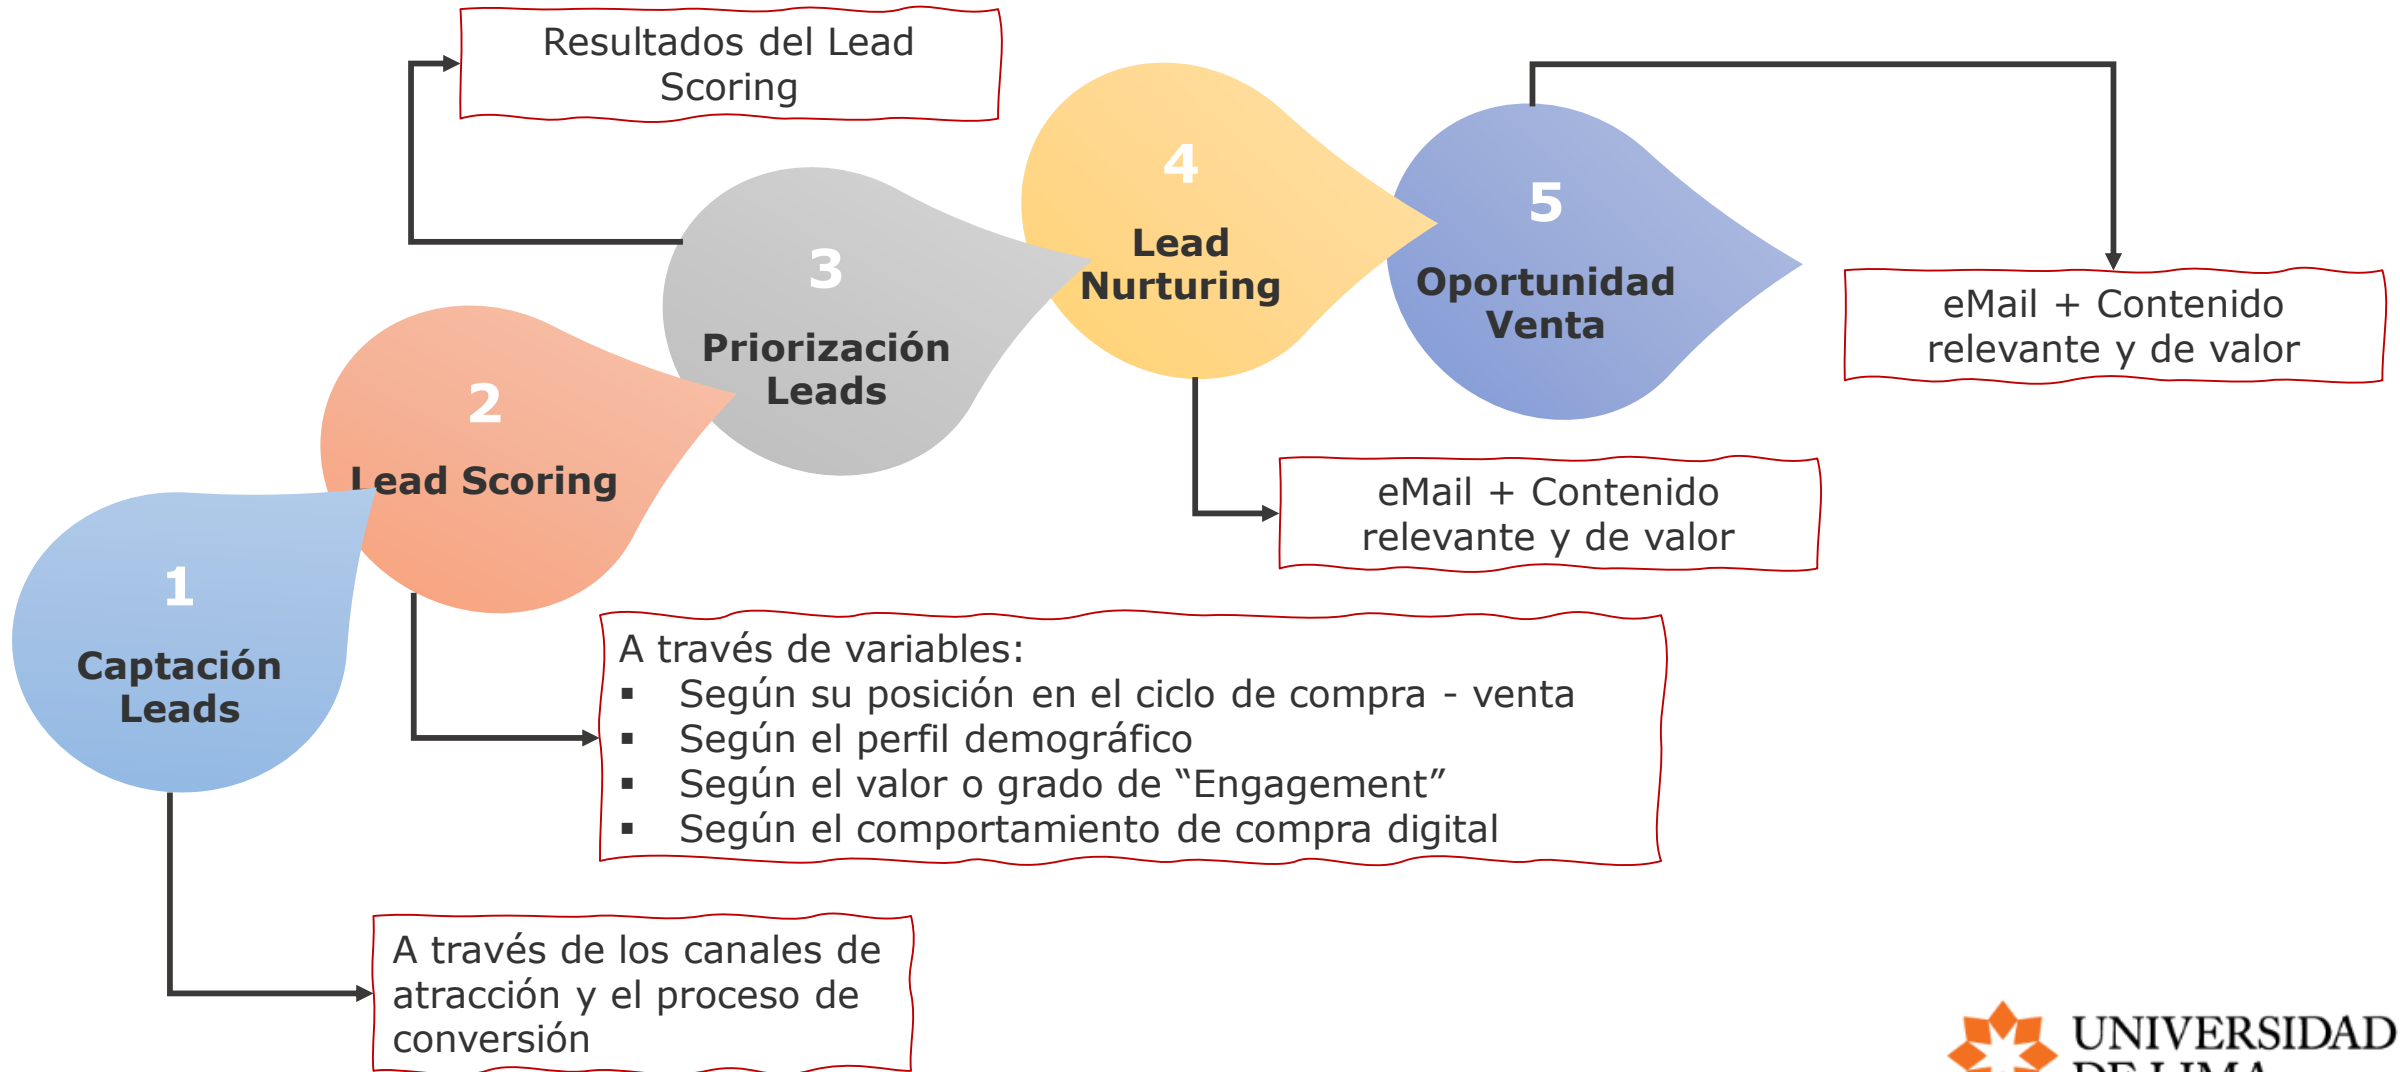 Resultados del Lead
Scoring
4
Lead
Nurturing
5
Oportunidad
Venta
eMail + Contenido
relevante y de valor
3
Priorización
Leads
2
Lead Scoring
eMail + Contenido
relevante y de valor
1
Captación
Leads
A través de variables:
▪ Según su posición en el ciclo de compra - venta
▪ Según el perfil demográfico
▪ Según el valor o grado de “Engagement”
▪ Según el comportamiento de compra digital
A través de los canales de
atracción y el proceso de
conversión
UNIVERSIDAD
DE LIMA